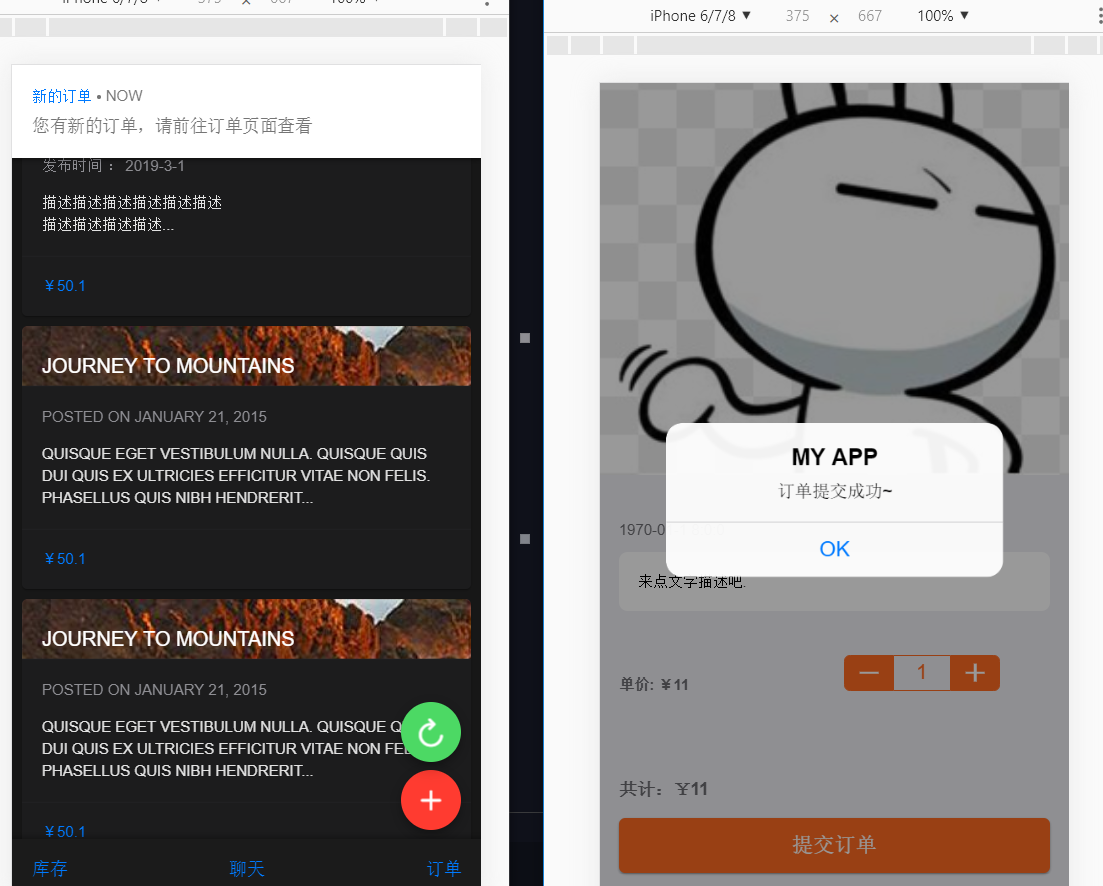 iPhone 6/7/8 ▼ 375 × 667 100% ▼
iPhone 6/7/8 ▼ 375 × 667 100% ▼
新的订单 • NOW
您有新的订单，请前往订单页面查看
发布时间 ： 2019-3-1
描述描述描述描述描述描述
描述描述描述描述...
￥50.1
JOURNEY TO MOUNTAINS
POSTED ON JANUARY 21, 2015
QUISQUE EGET VESTIBULUM NULLA. QUISQUE QUIS
DUI QUIS EX ULTRICIES EFFICITUR VITAE NON FELIS.
PHASELLUS QUIS NIBH HENDRERIT...
￥50.1
JOURNEY TO MOUNTAINS
POSTED ON JANUARY 21, 2015
QUISQUE EGET VESTIBULUM NULLA. QUISQUE
DUI QUIS EX ULTRICIES EFFICITUR VITAE NON
PHASELLUS QUIS NIBH HENDRERIT...
￥50.1
库存 聊天 订单
MY APP
订单提交成功~
OK
1970-0
来点文字描述吧.
单价: ￥11
1
共计： ￥11
提交订单